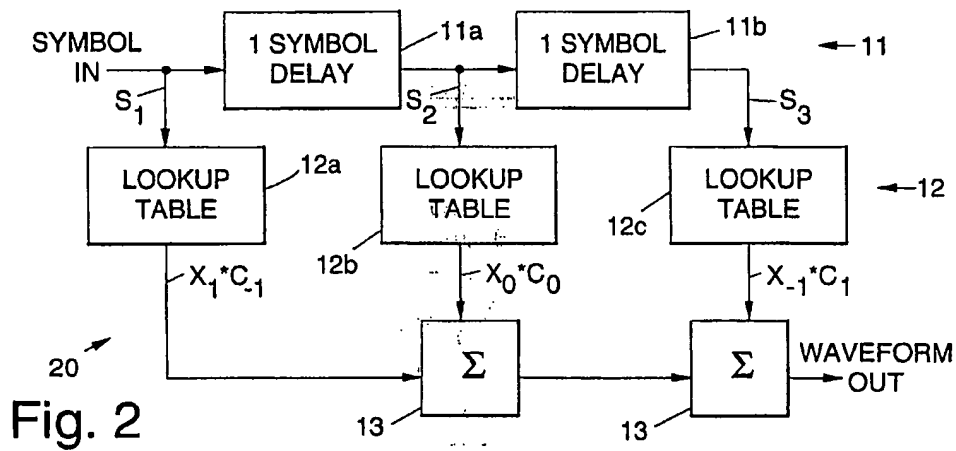 SYMBOL
IN
1 SYMBOL
DELAY
11a
1 SYMBOL
DELAY
11b
11
S1
S2
S3
LOOKUP
TABLE
12a
LOOKUP
TABLE
12b
LOOKUP
TABLE
12c
12
X1*C-1
X0*C0
X-1*C1
20
Σ
13
Σ
13
WAVEFORM
OUT
Fig. 2